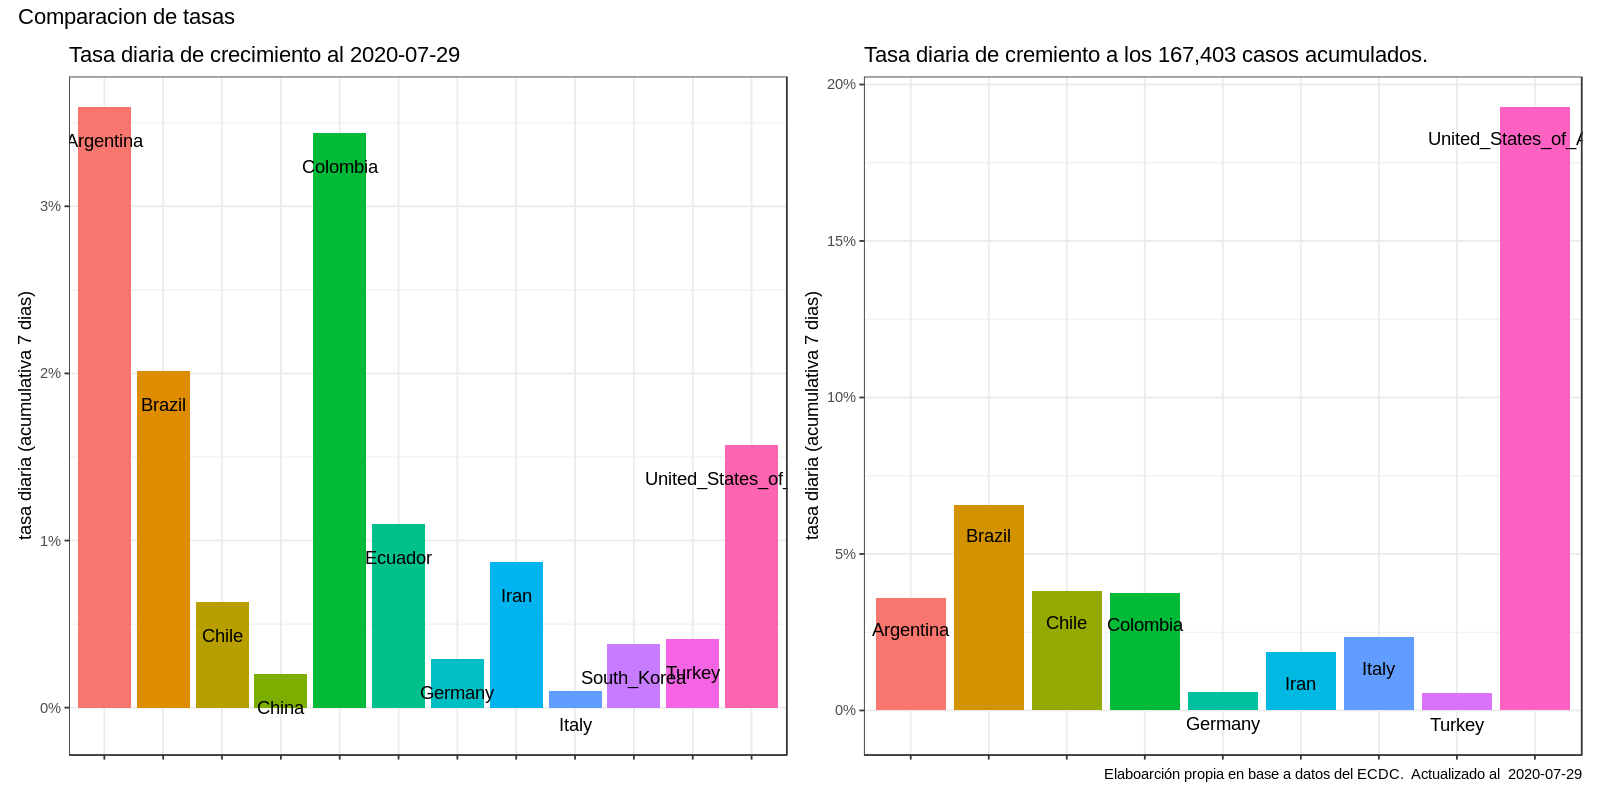 Comparacion de tasas
Tasa diaria de crecimiento al 2020-07-29
tasa diaria (acumulativa 7 dias)
3%
2%
1%
0%
Argentina
Brazil
Chile
China
Colombia
Ecuador
Germany
Iran
Italy
South_Korea
Turkey
United_States_of_
Tasa diaria de cremiento a los 167,403 casos acumulados.
tasa diaria (acumulativa 7 dias)
20%
15%
10%
5%
0%
Argentina
Brazil
Chile
Colombia
Germany
Iran
Italy
Turkey
United_States_of_A
Elaboarción propia en base a datos del ECDC. Actualizado al 2020-07-29